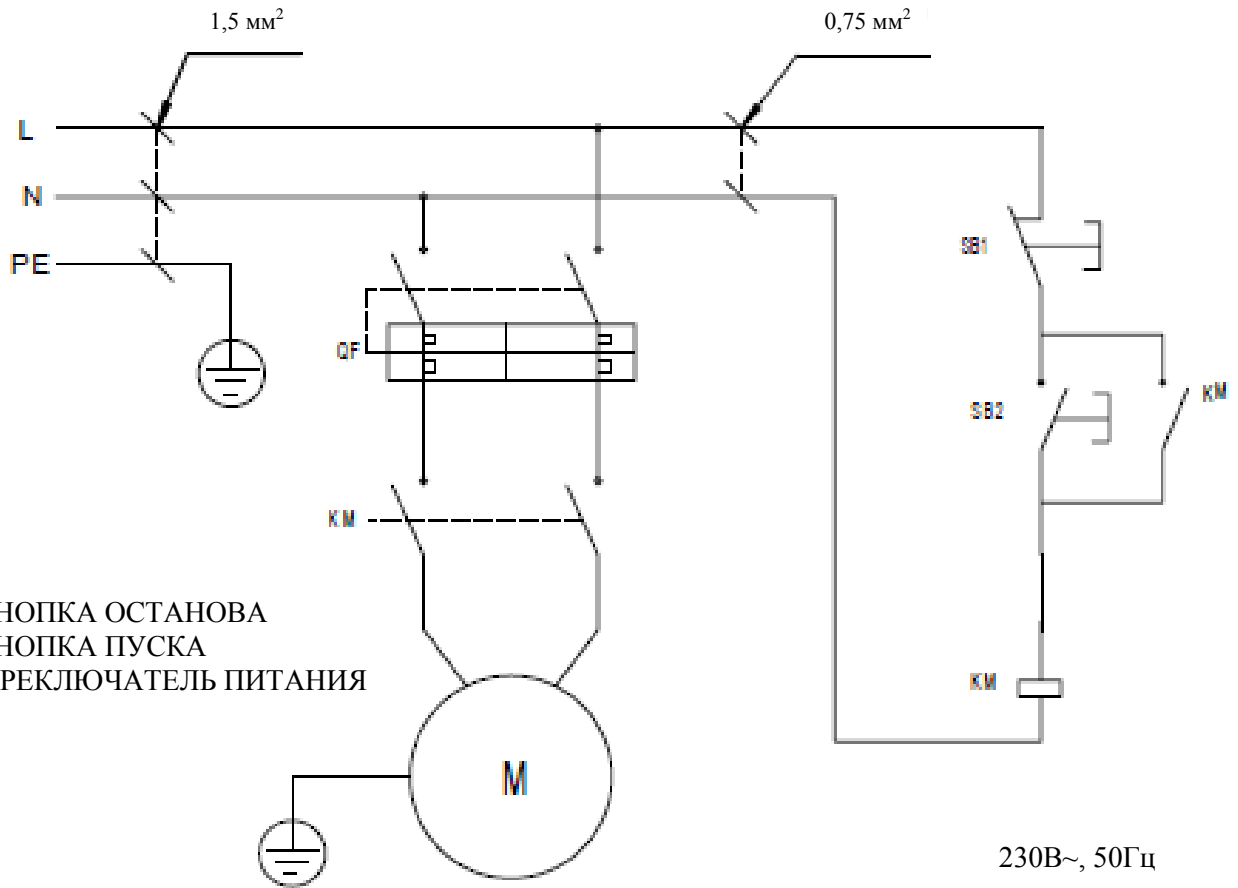 1,5 мм²
0,75 мм²
L
N
PE
SB1
QF
SB2
KM
KM
НОПКА ОСТАНОВА
НОПКА ПУСКА
РЕКЛЮЧАТЕЛЬ ПИТАНИЯ
KM
M
230В~, 50Гц